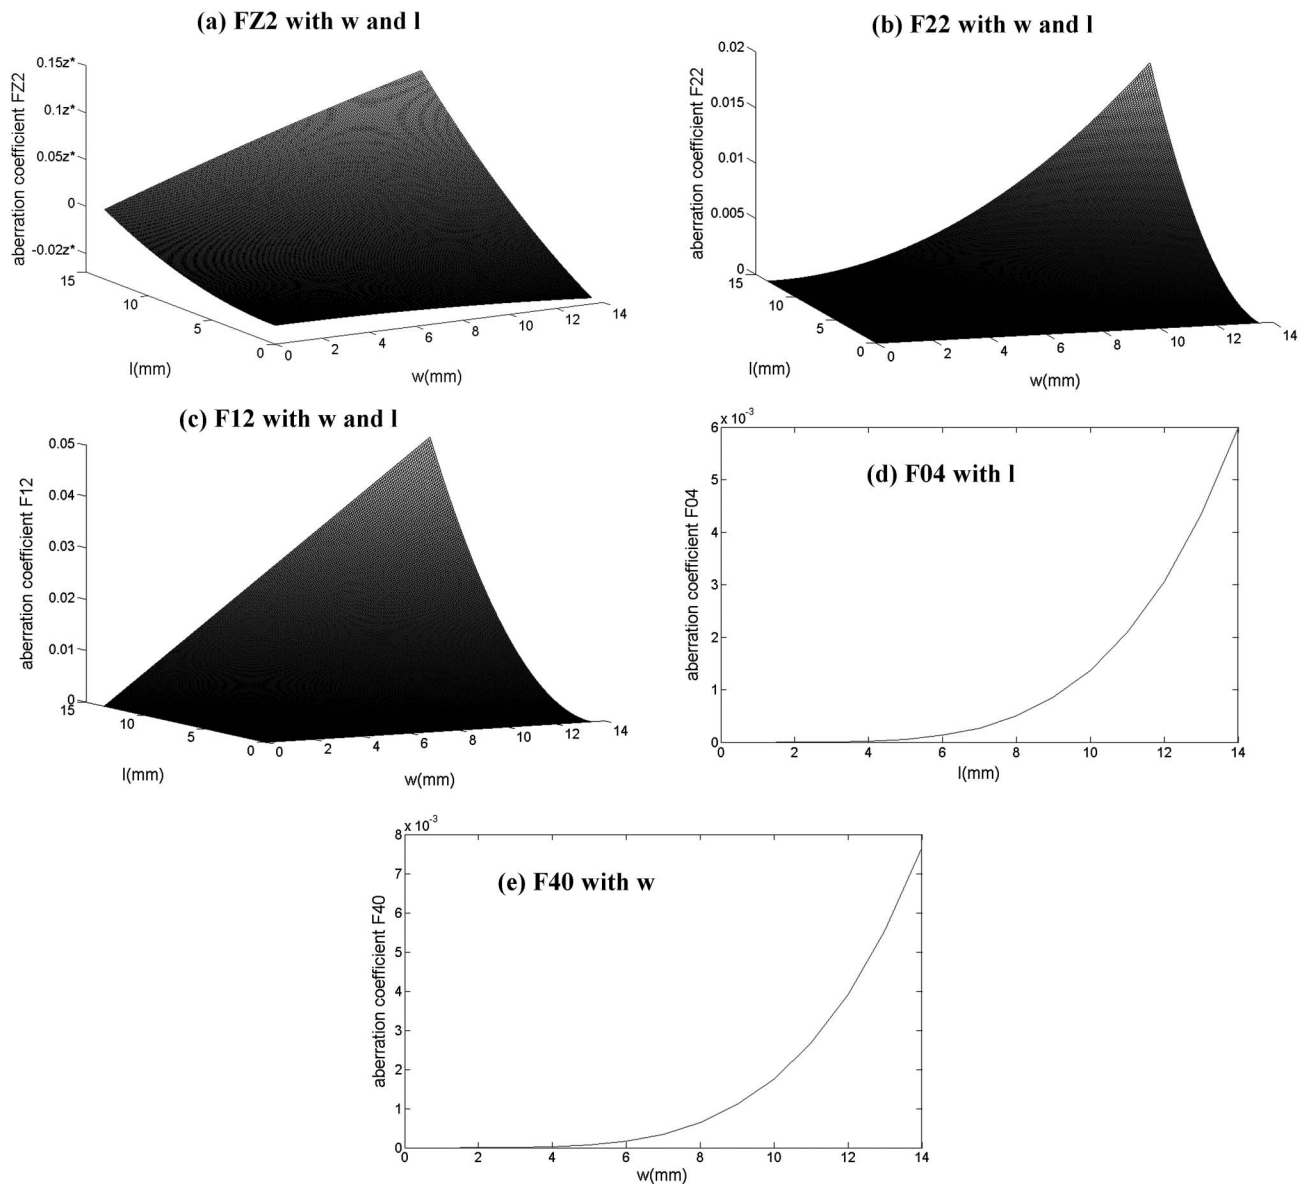 (a) FZ2 with w and l
aberration coefficient FZ2
0.15z*
0.1z*
0.05z*
0
-0.02z*
15
10
5
0
l(mm)
0
2
4
6
8
10
12
14
w(mm)
(b) F22 with w and l
aberration coefficient F22
0.02
0.015
0.01
0.005
0
15
10
5
0
l(mm)
0
2
4
6
8
10
12
14
w(mm)
(c) F12 with w and l
aberration coefficient F12
0.05
0.04
0.03
0.02
0.01
0
15
10
5
0
l(mm)
0
2
4
6
8
10
12
14
w(mm)
x 10⁻³
(d) F04 with l
aberration coefficient F04
6
5
4
3
2
1
0
0 2 4 6 8 10 12 14
l(mm)
x 10⁻³
(e) F40 with w
aberration coefficient F40
8
7
6
5
4
3
2
1
0
0 2 4 6 8 10 12 14
w(mm)